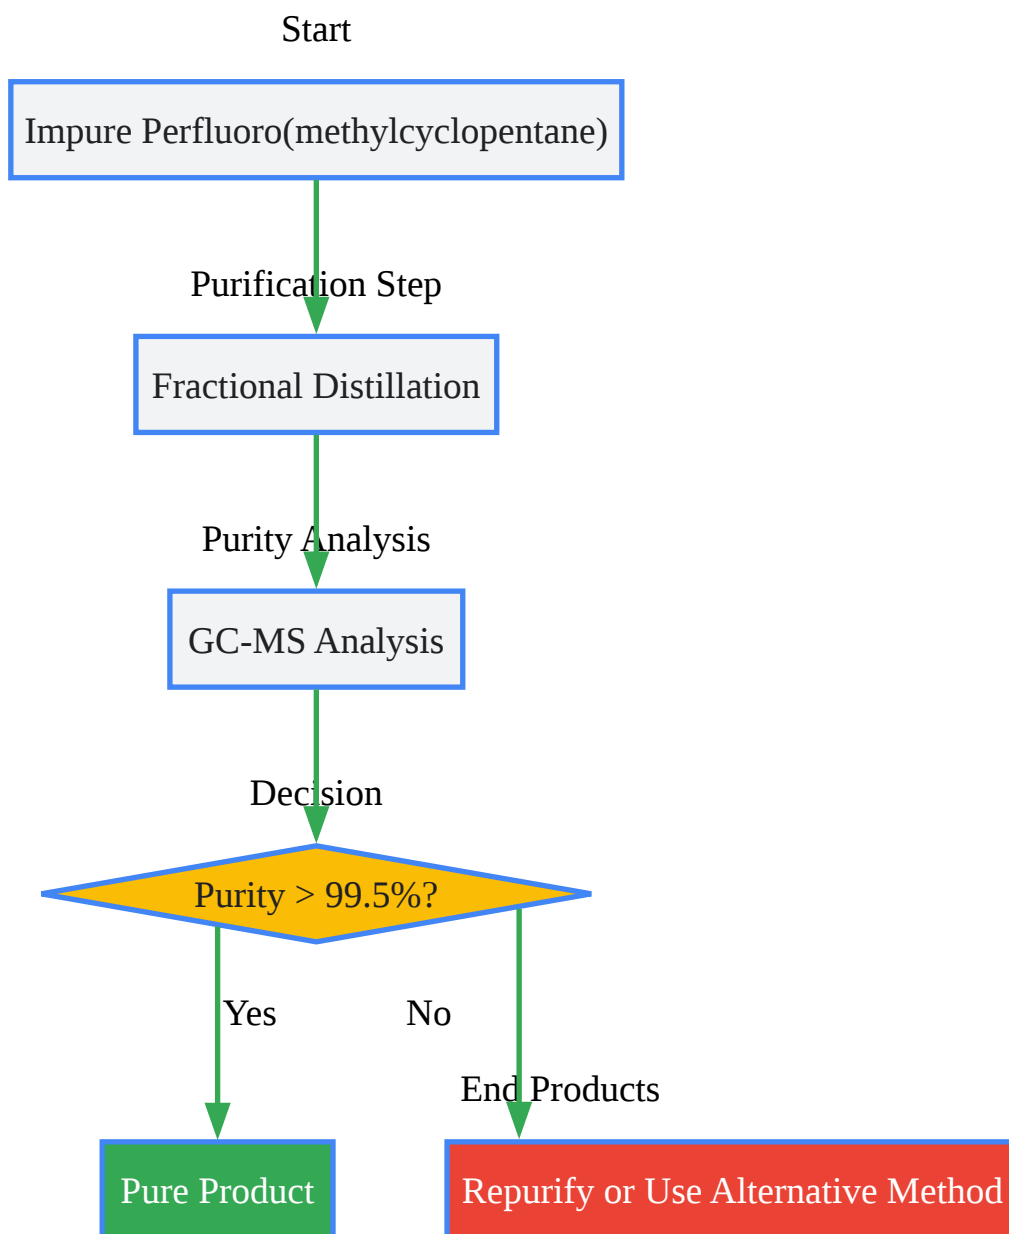 Start
Impure Perfluoro(methylcyclopentane)
Purification Step
Fractional Distillation
Purity Analysis
GC-MS Analysis
Decision
Purity > 99.5%?
Yes
No
End Products
Pure Product
Repurify or Use Alternative Method